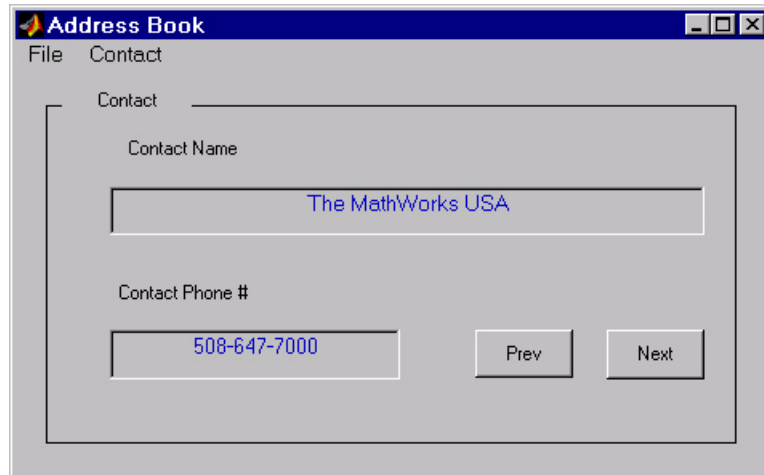 Address Book
File Contact
Contact
Contact Name
The MathWorks USA
Contact Phone #
508-647-7000
Prev Next